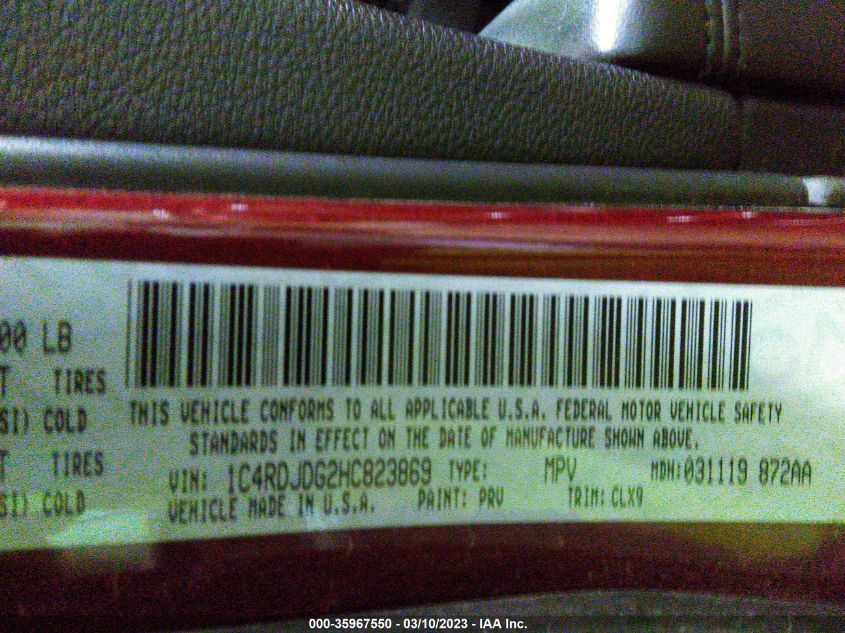 00 LB
T TIRES
SI) COLD
T TIRES
SI) COLD
THIS VEHICLE CONFORMS TO ALL APPLICABLE U.S.A. FEDERAL MOTOR VEHICLE SAFETY
STANDARDS IN EFFECT ON THE DATE OF MANUFACTURE SHOWN ABOVE.
VIN: 1C4RDJDG2HC823869 TYPE: MPV MDH:031119 872AA
VEHICLE MADE IN U.S.A. PAINT: PRV TRIM: CLX9
000-35967550 - 03/10/2023 - IAA Inc.